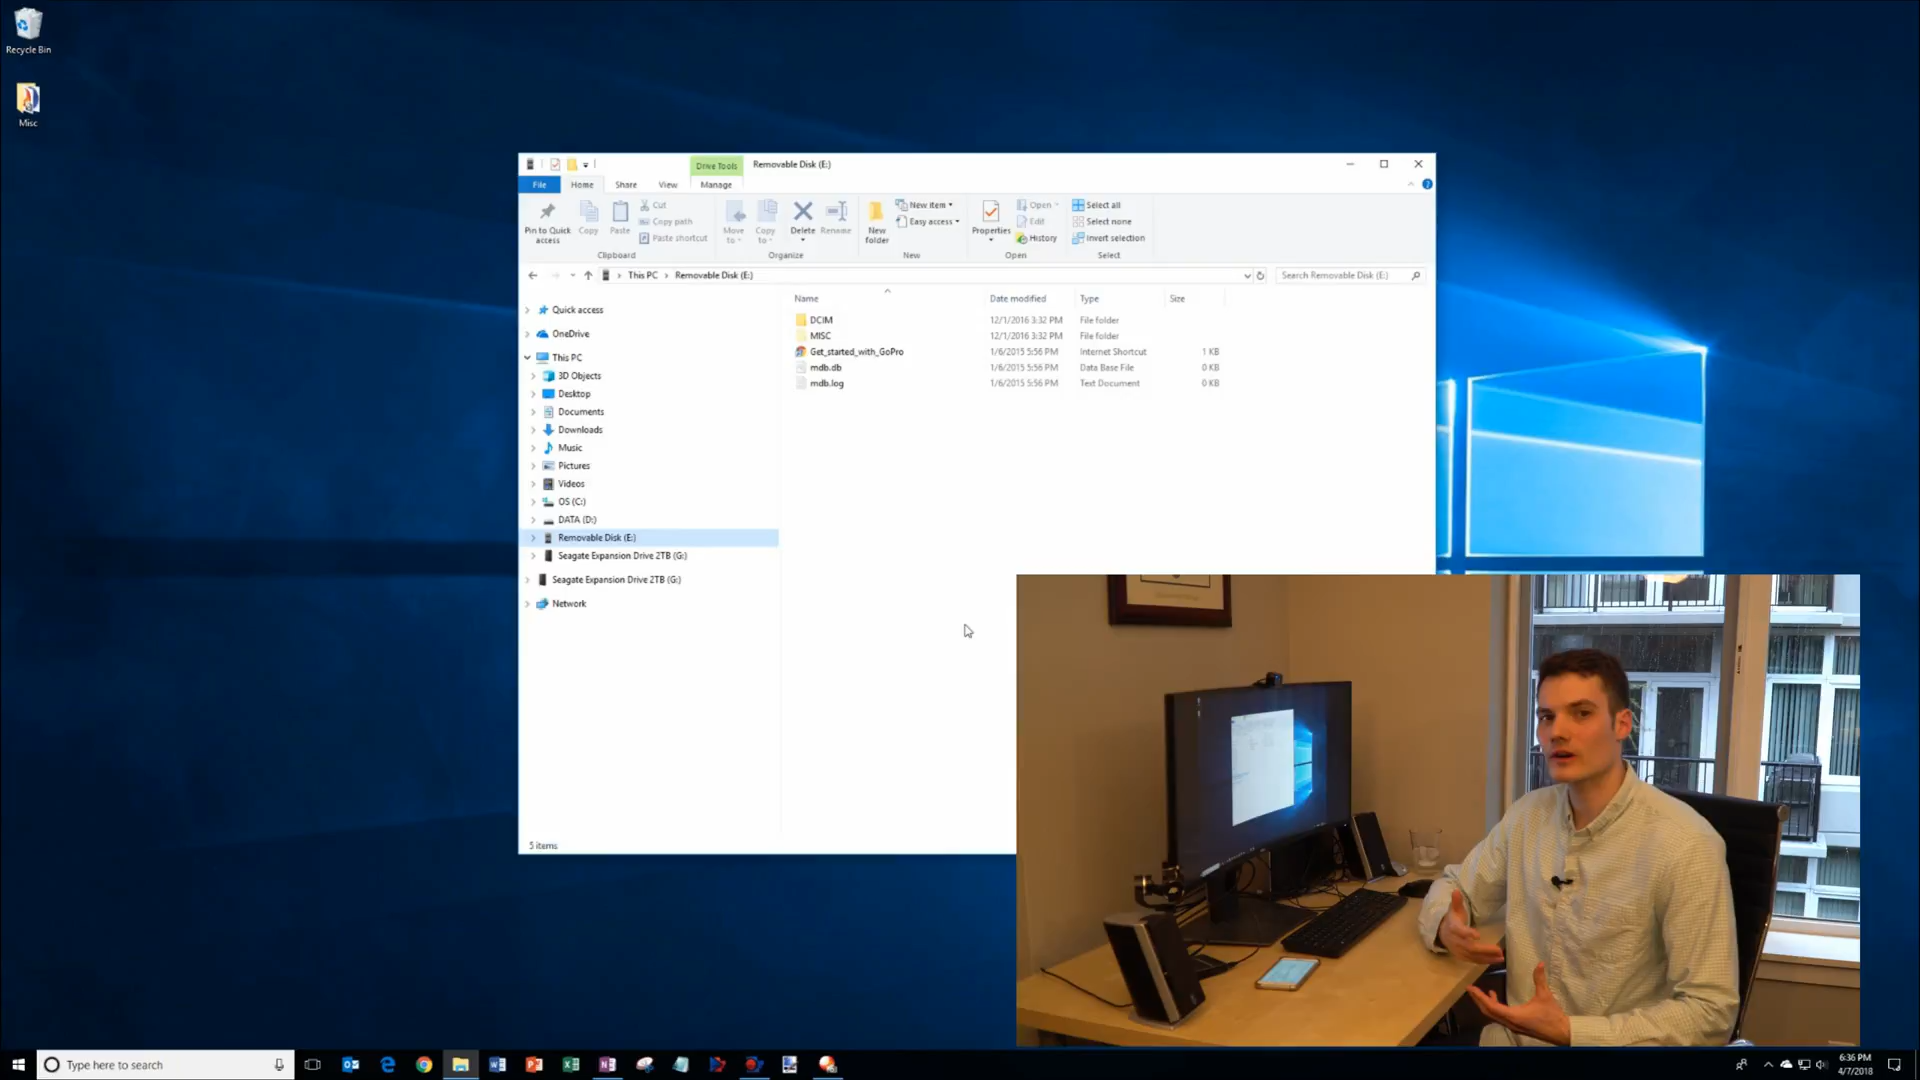 Recycle Bin
Misc
Drive Tools
Removable Disk (E:)
File
Home
Share
View
Manage
Pin to Quick access
Copy
Paste
Cut
Copy path
Paste shortcut
Clipboard
Move to
Copy to
Delete
Rename
Organize
New folder
New item
Easy access
New
Properties
Open
Edit
History
Open
Select all
Select none
Invert selection
Select
This PC > Removable Disk (E:)
Search Removable Disk (E:)
Quick access
OneDrive
This PC
3D Objects
Desktop
Documents
Downloads
Music
Pictures
Videos
OS (C:)
DATA (D:)
Removable Disk (E:)
Seagate Expansion Drive 2TB (G:)
Seagate Expansion Drive 2TB (G:)
Network
Name Date modified Type Size
DCIM 12/1/2016 3:32 PM File folder
MISC 12/1/2016 3:32 PM File folder
Get_started_with_GoPro 1/6/2015 5:56 PM Internet Shortcut 1 KB
mdb.db 1/6/2015 5:56 PM Data Base File 0 KB
mdb.log 1/6/2015 5:56 PM Text Document 0 KB
5 items
Type here to search
6:36 PM
4/7/2018